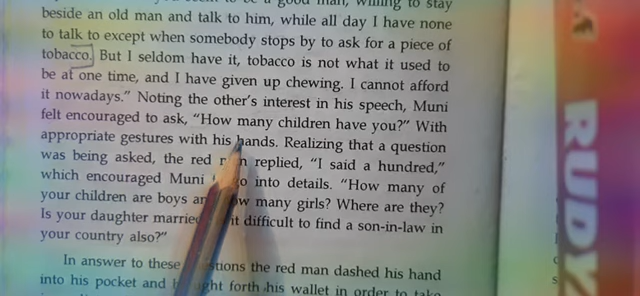 good man, willing to stay
beside an old man and talk to him, while all day I have none
to talk to except when somebody stops by to ask for a piece of
tobacco. But I seldom have it, tobacco is not what it used to
be at one time, and I have given up chewing. I cannot afford
it nowadays.” Noting the other’s interest in his speech, Muni
felt encouraged to ask, “How many children have you?” With
appropriate gestures with his hands. Realizing that a question
was being asked, the red replied, “I said a hundred,”
which encouraged Muni into details. “How many of
your children are boys many girls? Where are they?
Is your daughter married it difficult to find a son-in-law in
your country also?”
In answer to these the red man dashed his hand
into his pocket and forth his wallet in order to take
RUDY